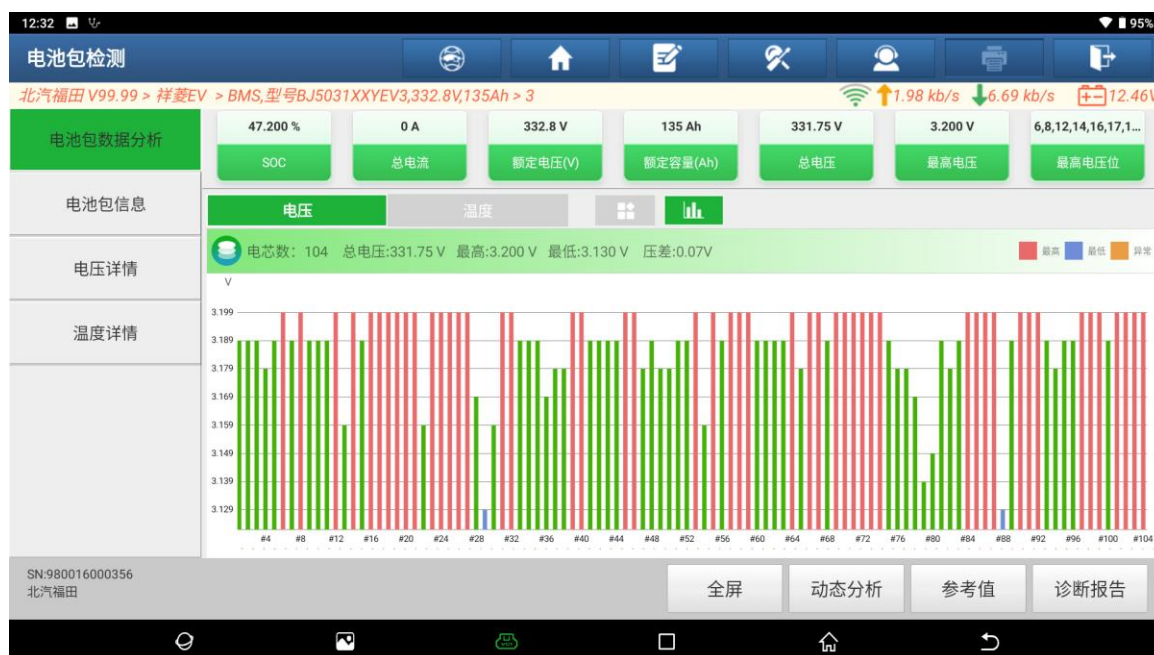 12:32 95%
电池包检测
北汽福田 V99.99 > 祥菱EV > BMS,型号BJ5031XXYEV3,332.8V,135Ah > 3 1.98 kb/s 6.69 kb/s 12.46V
电池包数据分析
电池包信息
电压详情
温度详情
47.200 % 0 A 332.8 V 135 Ah 331.75 V 3.200 V 6,8,12,14,16,17,1...
SOC 总电流 额定电压(V) 额定容量(Ah) 总电压 最高电压 最高电压位
电压 温度
电芯数：104 总电压:331.75 V 最高:3.200 V 最低:3.130 V 压差:0.07V 最高 最低 异常
V
3.199
3.189
3.179
3.169
3.159
3.149
3.139
3.129
#4 #8 #12 #16 #20 #24 #28 #32 #36 #40 #44 #48 #52 #56 #60 #64 #68 #72 #76 #80 #84 #88 #92 #96 #100 #104
SN:980016000356
北汽福田
全屏 动态分析 参考值 诊断报告